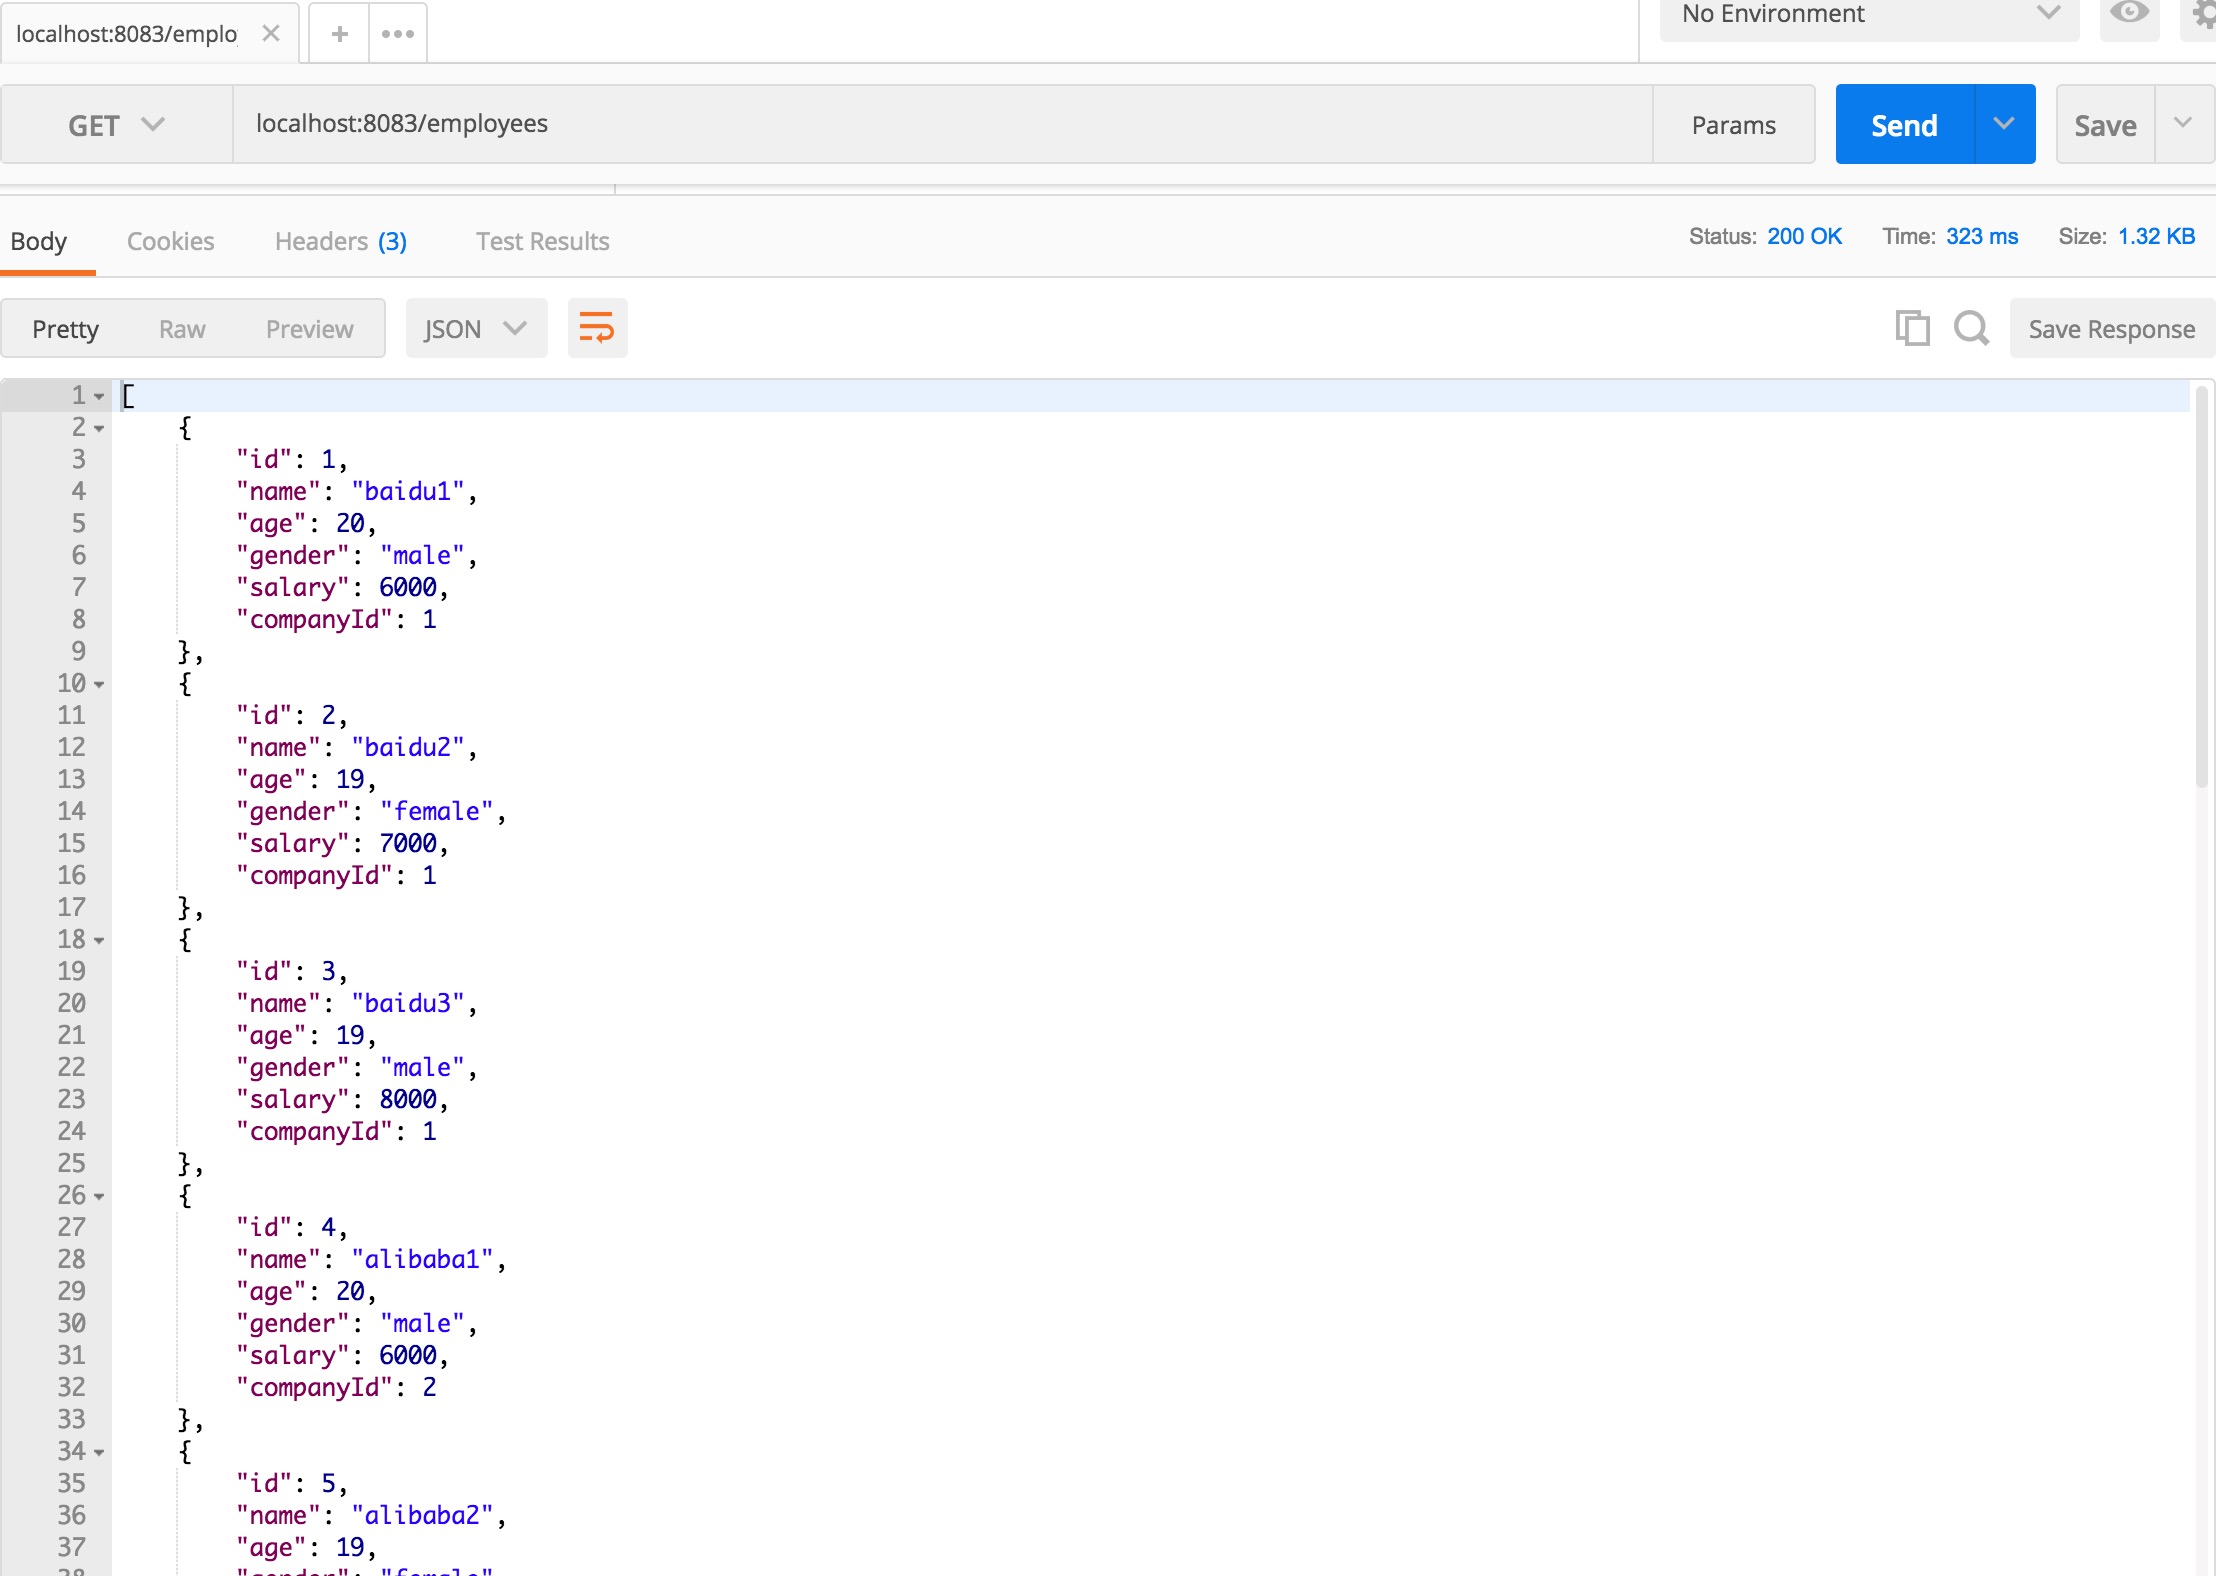 localhost:8083/emplo
No Environment
GET localhost:8083/employees Params Send Save
Body Cookies Headers (3) Test Results Status: 200 OK Time: 323 ms Size: 1.32 KB
Pretty Raw Preview JSON Save Response
1 [
2 {
3 "id": 1,
4 "name": "baidu1",
5 "age": 20,
6 "gender": "male",
7 "salary": 6000,
8 "companyId": 1
9 },
10 {
11 "id": 2,
12 "name": "baidu2",
13 "age": 19,
14 "gender": "female",
15 "salary": 7000,
16 "companyId": 1
17 },
18 {
19 "id": 3,
20 "name": "baidu3",
21 "age": 19,
22 "gender": "male",
23 "salary": 8000,
24 "companyId": 1
25 },
26 {
27 "id": 4,
28 "name": "alibaba1",
29 "age": 20,
30 "gender": "male",
31 "salary": 6000,
32 "companyId": 2
33 },
34 {
35 "id": 5,
36 "name": "alibaba2",
37 "age": 19,
38 "gender": "female"